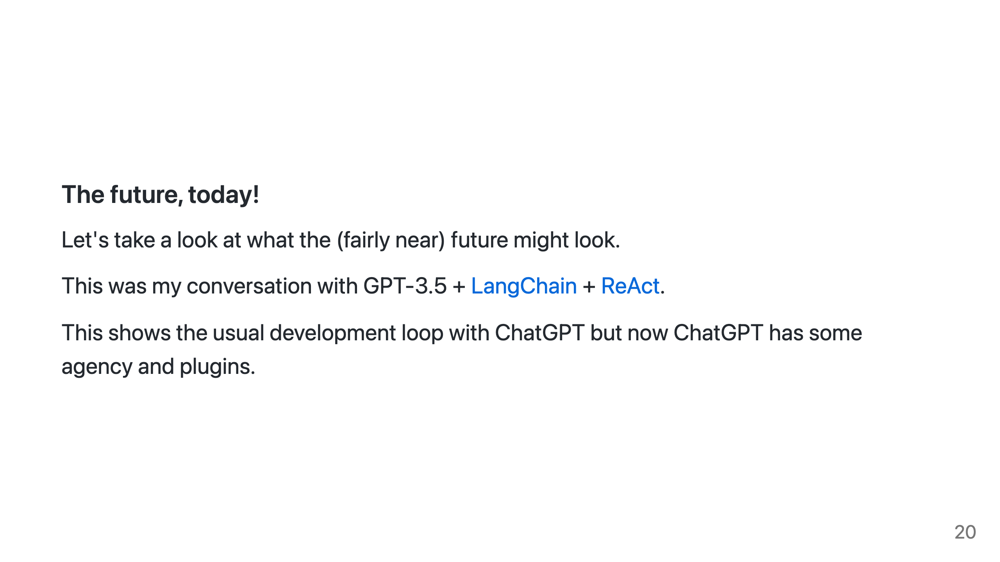 The future, today!
Let's take a look at what the (fairly near) future might look.
This was my conversation with GPT-3.5 + LangChain + ReAct.
This shows the usual development loop with ChatGPT but now ChatGPT has some
agency and plugins.
20